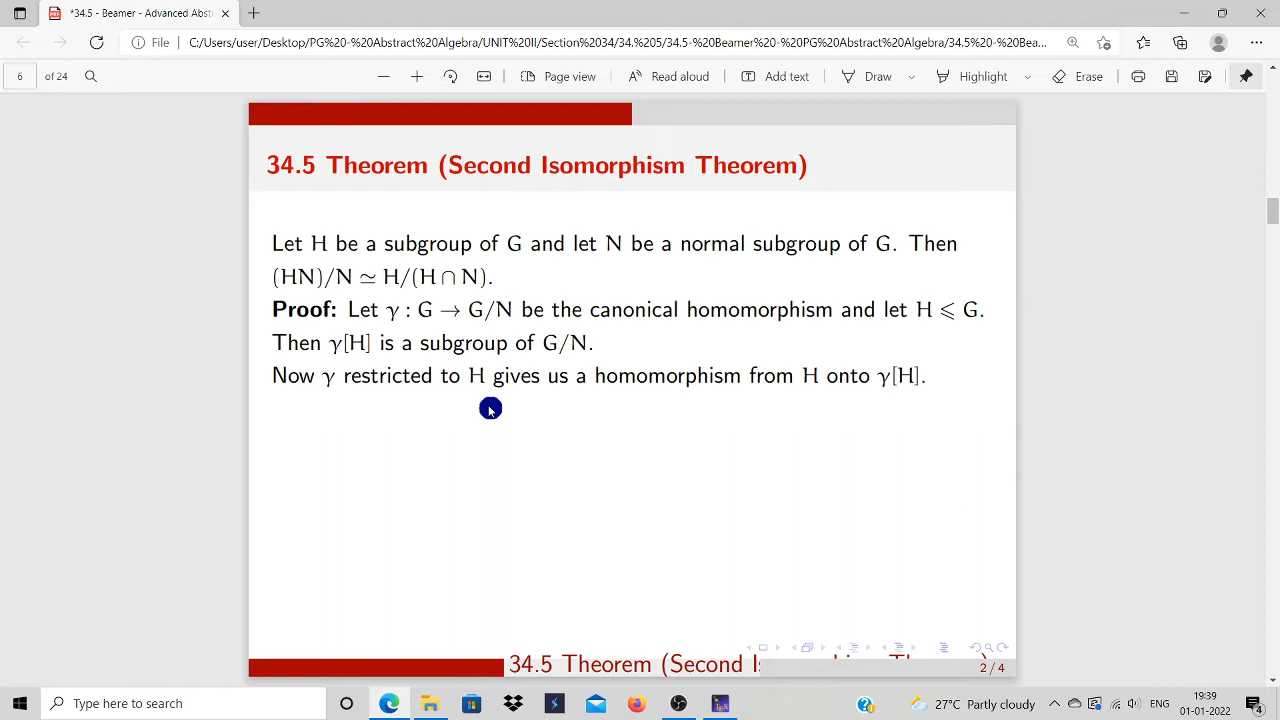 *34.5 - Beamer - Advanced Abst
File
C:/Users/user/Desktop/PG%20-%20Abstract%20Algebra/UNIT%20II/Section%2034/34.%205/34.5-%20Beamer%20-%20PG%20Abstract%20Algebra/34.5%20-%20Bea...
6 of 24 Page view Read aloud Add text Draw Highlight Erase
34.5 Theorem (Second Isomorphism Theorem)
Let H be a subgroup of G and let N be a normal subgroup of G. Then
(HN)/N ≃ H/(H ∩ N).
Proof: Let γ : G → G/N be the canonical homomorphism and let H ⩽ G.
Then γ[H] is a subgroup of G/N.
Now γ restricted to H gives us a homomorphism from H onto γ[H].
34.5 Theorem (Second
2 / 4
Type here to search
27°C Partly cloudy
ENG
19:39
01-01-2022
4